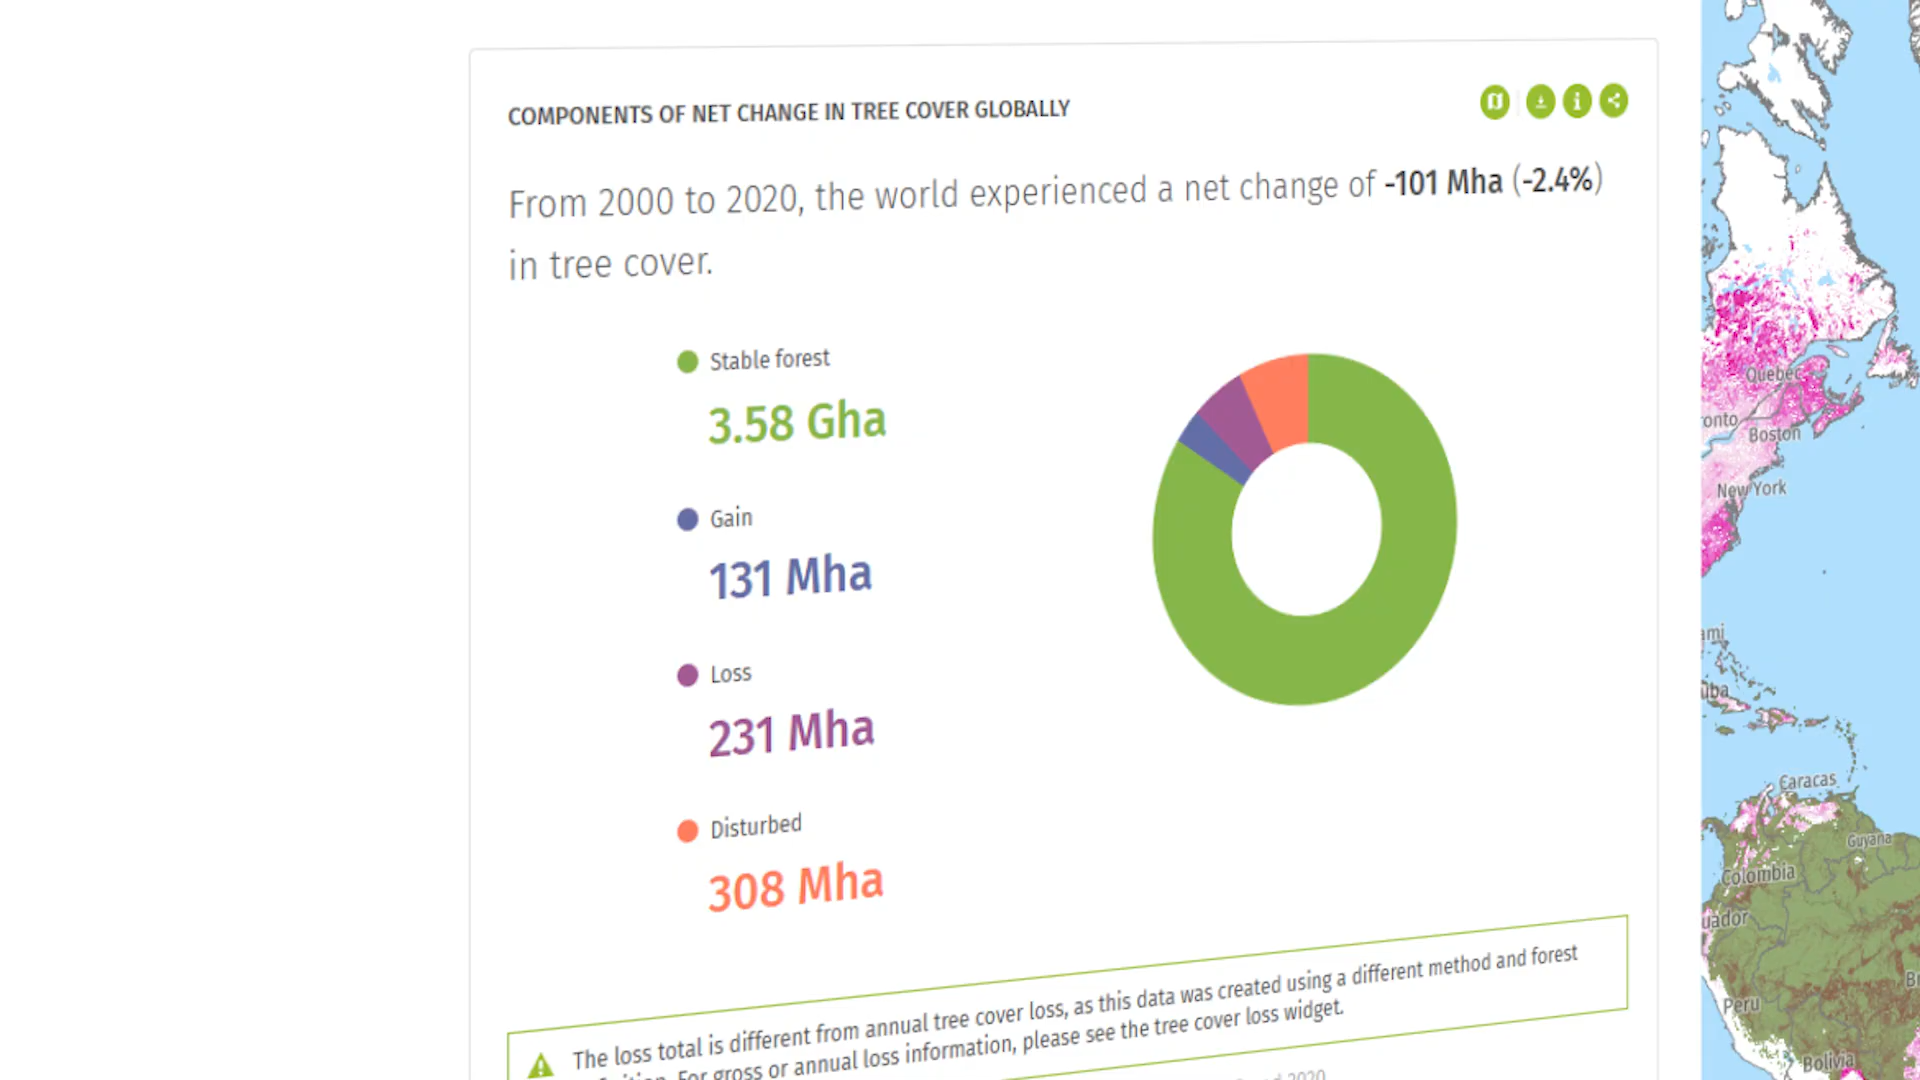 COMPONENTS OF NET CHANGE IN TREE COVER GLOBALLY
From 2000 to 2020, the world experienced a net change of -101 Mha (-2.4%)
in tree cover.
Stable forest
3.58 Gha
Gain
131 Mha
Loss
231 Mha
Disturbed
308 Mha
The loss total is different from annual tree cover loss, as this data was created using a different method and forest
For gross or annual loss information, please see the tree cover loss widget.
2020
Quebec
Boston
New York
Caracas
Guyana
Colombia
Peru
Bolivia